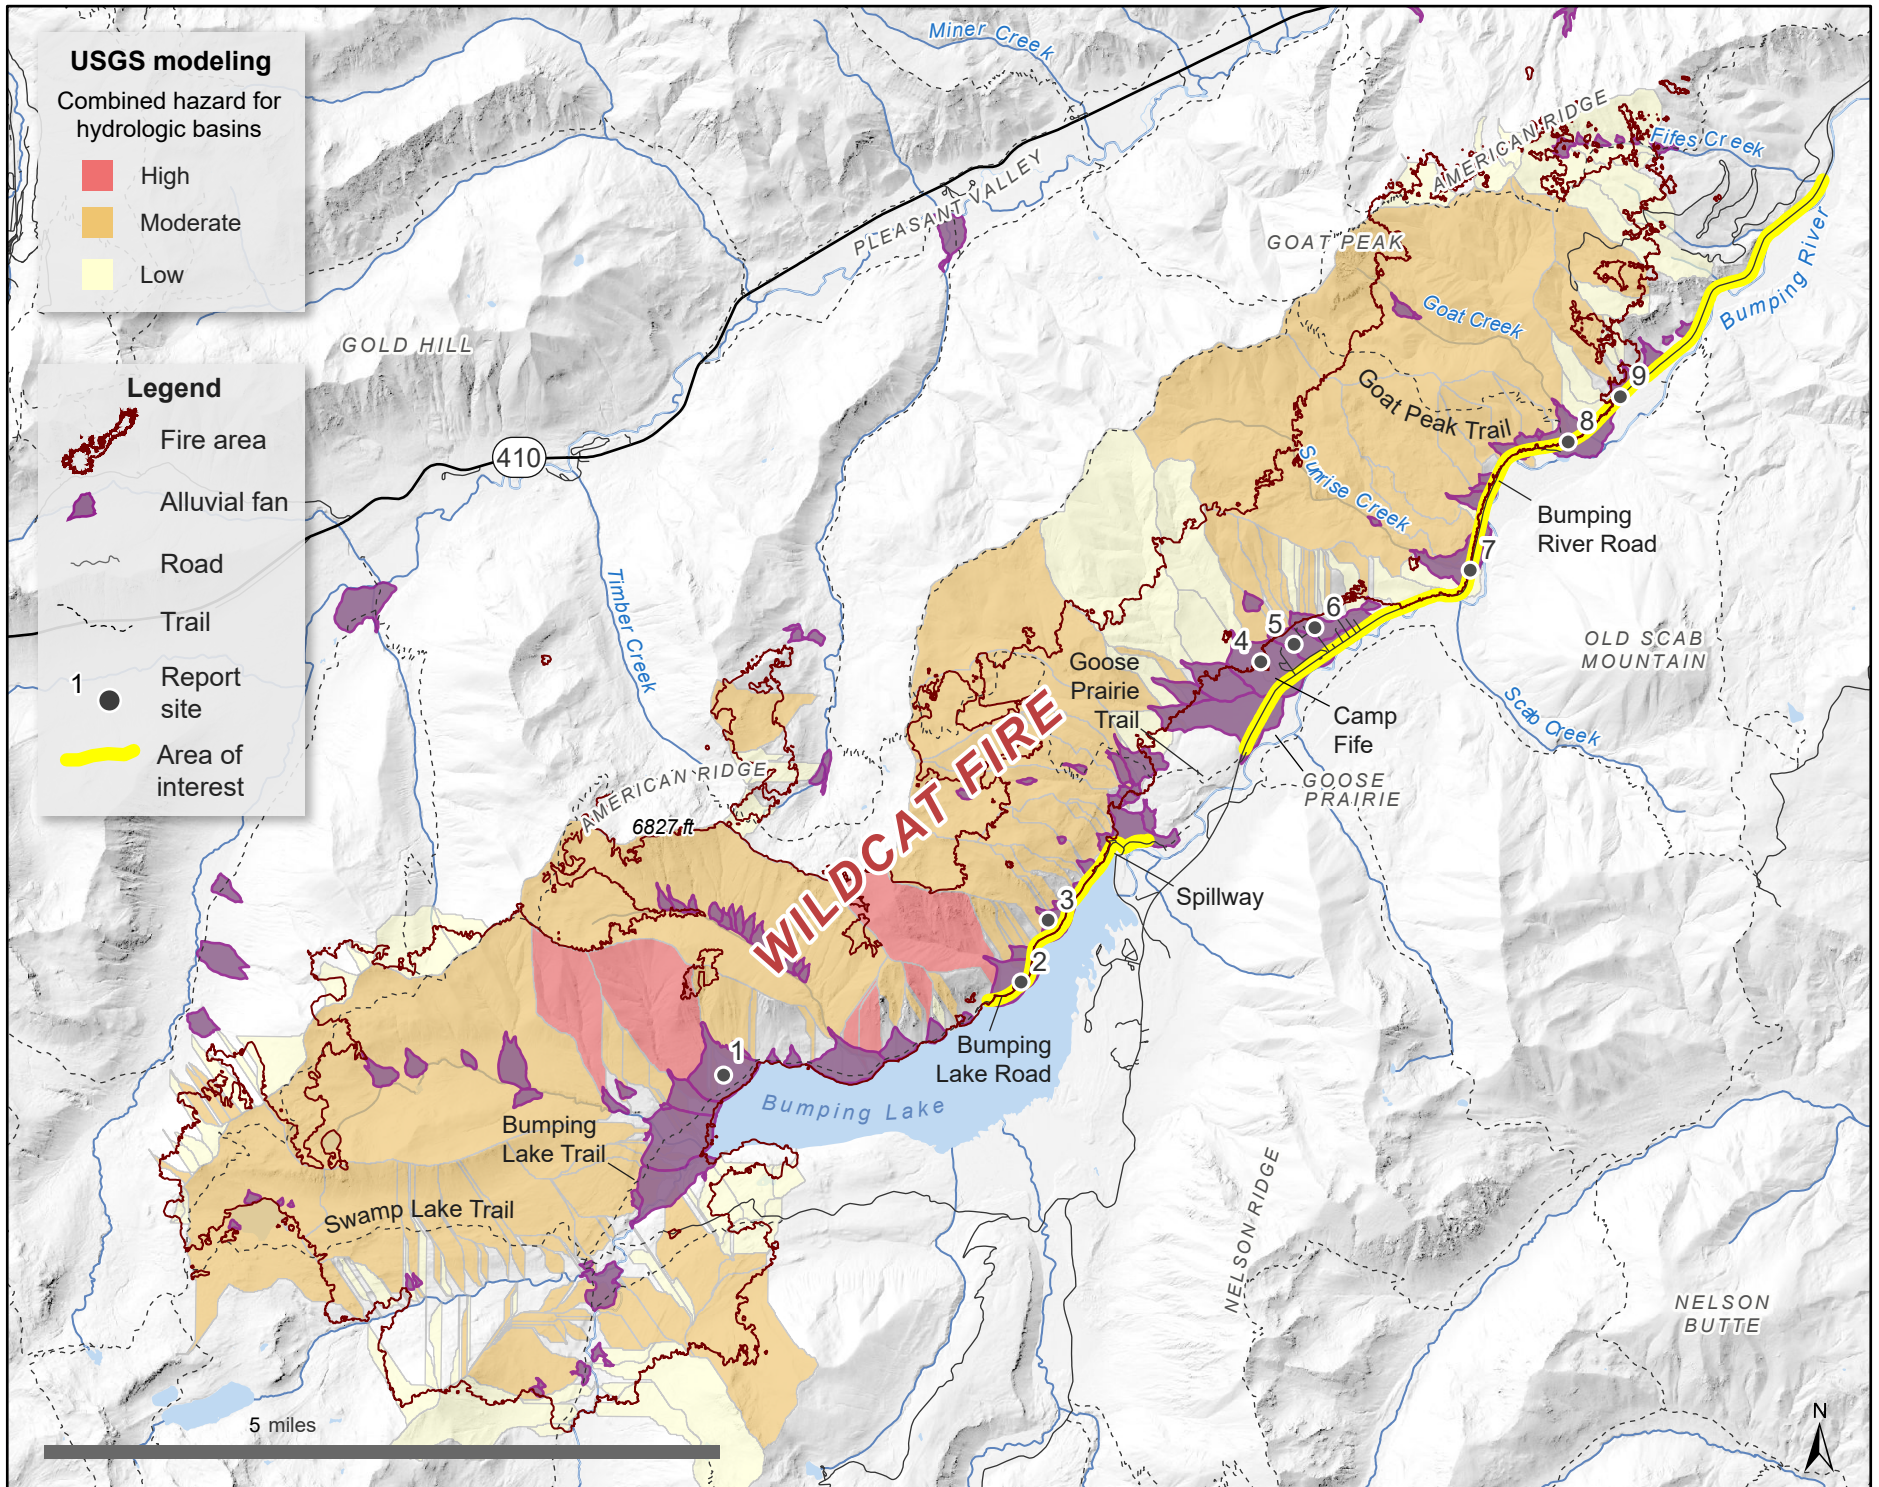 USGS modeling
Combined hazard for
hydrologic basins
High
Moderate
Low
Legend
Fire area
Alluvial fan
Road
Trail
1
Report
site
Area of
interest
Miner Creek
PLEASANT VALLEY
GOLD HILL
410
Timber Creek
AMERICAN RIDGE
Fifes Creek
GOAT PEAK
Goat Creek
Bumping River
Goat Peak Trail
9
8
Sunrise Creek
Bumping
River Road
7
6
5
4
OLD SCAB
MOUNTAIN
Scab Creek
Goose
Prairie
Trail
Camp
Fife
GOOSE
PRAIRIE
WILDCAT FIRE
AMERICAN RIDGE
6827 ft
Spillway
3
2
1
Bumping
Lake Road
Bumping Lake
Bumping
Lake Trail
Swamp Lake Trail
NELSON RIDGE
NELSON
BUTTE
5 miles
N